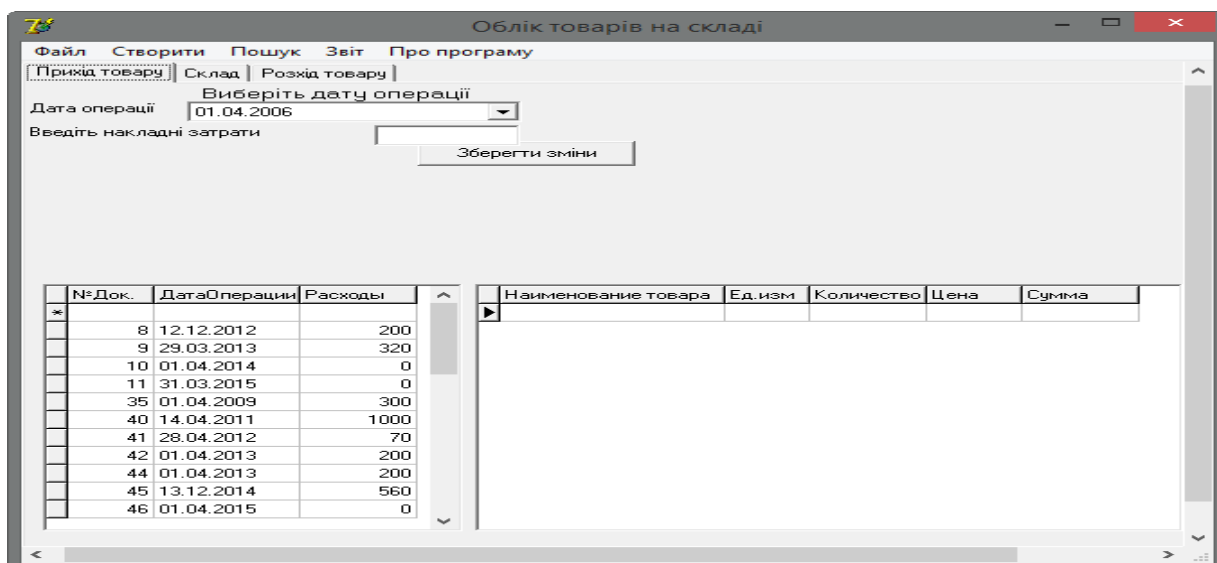 Облік товарів на складі
Файл Створити Пошук Звіт Про програму
Прихід товару Склад Розхід товару
Виберіть дату операції
Дата операції 01.04.2006
Введіть накладні затрати
Зберегти зміни
№Док. ДатаОперации Расходы Наименование товара Ед.изм Количество Цена Сумма
8 12.12.2012 200
9 29.03.2013 320
10 01.04.2014 0
11 31.03.2015 0
35 01.04.2009 300
40 14.04.2011 1000
41 28.04.2012 70
42 01.04.2013 200
44 01.04.2013 200
45 13.12.2014 560
46 01.04.2015 0